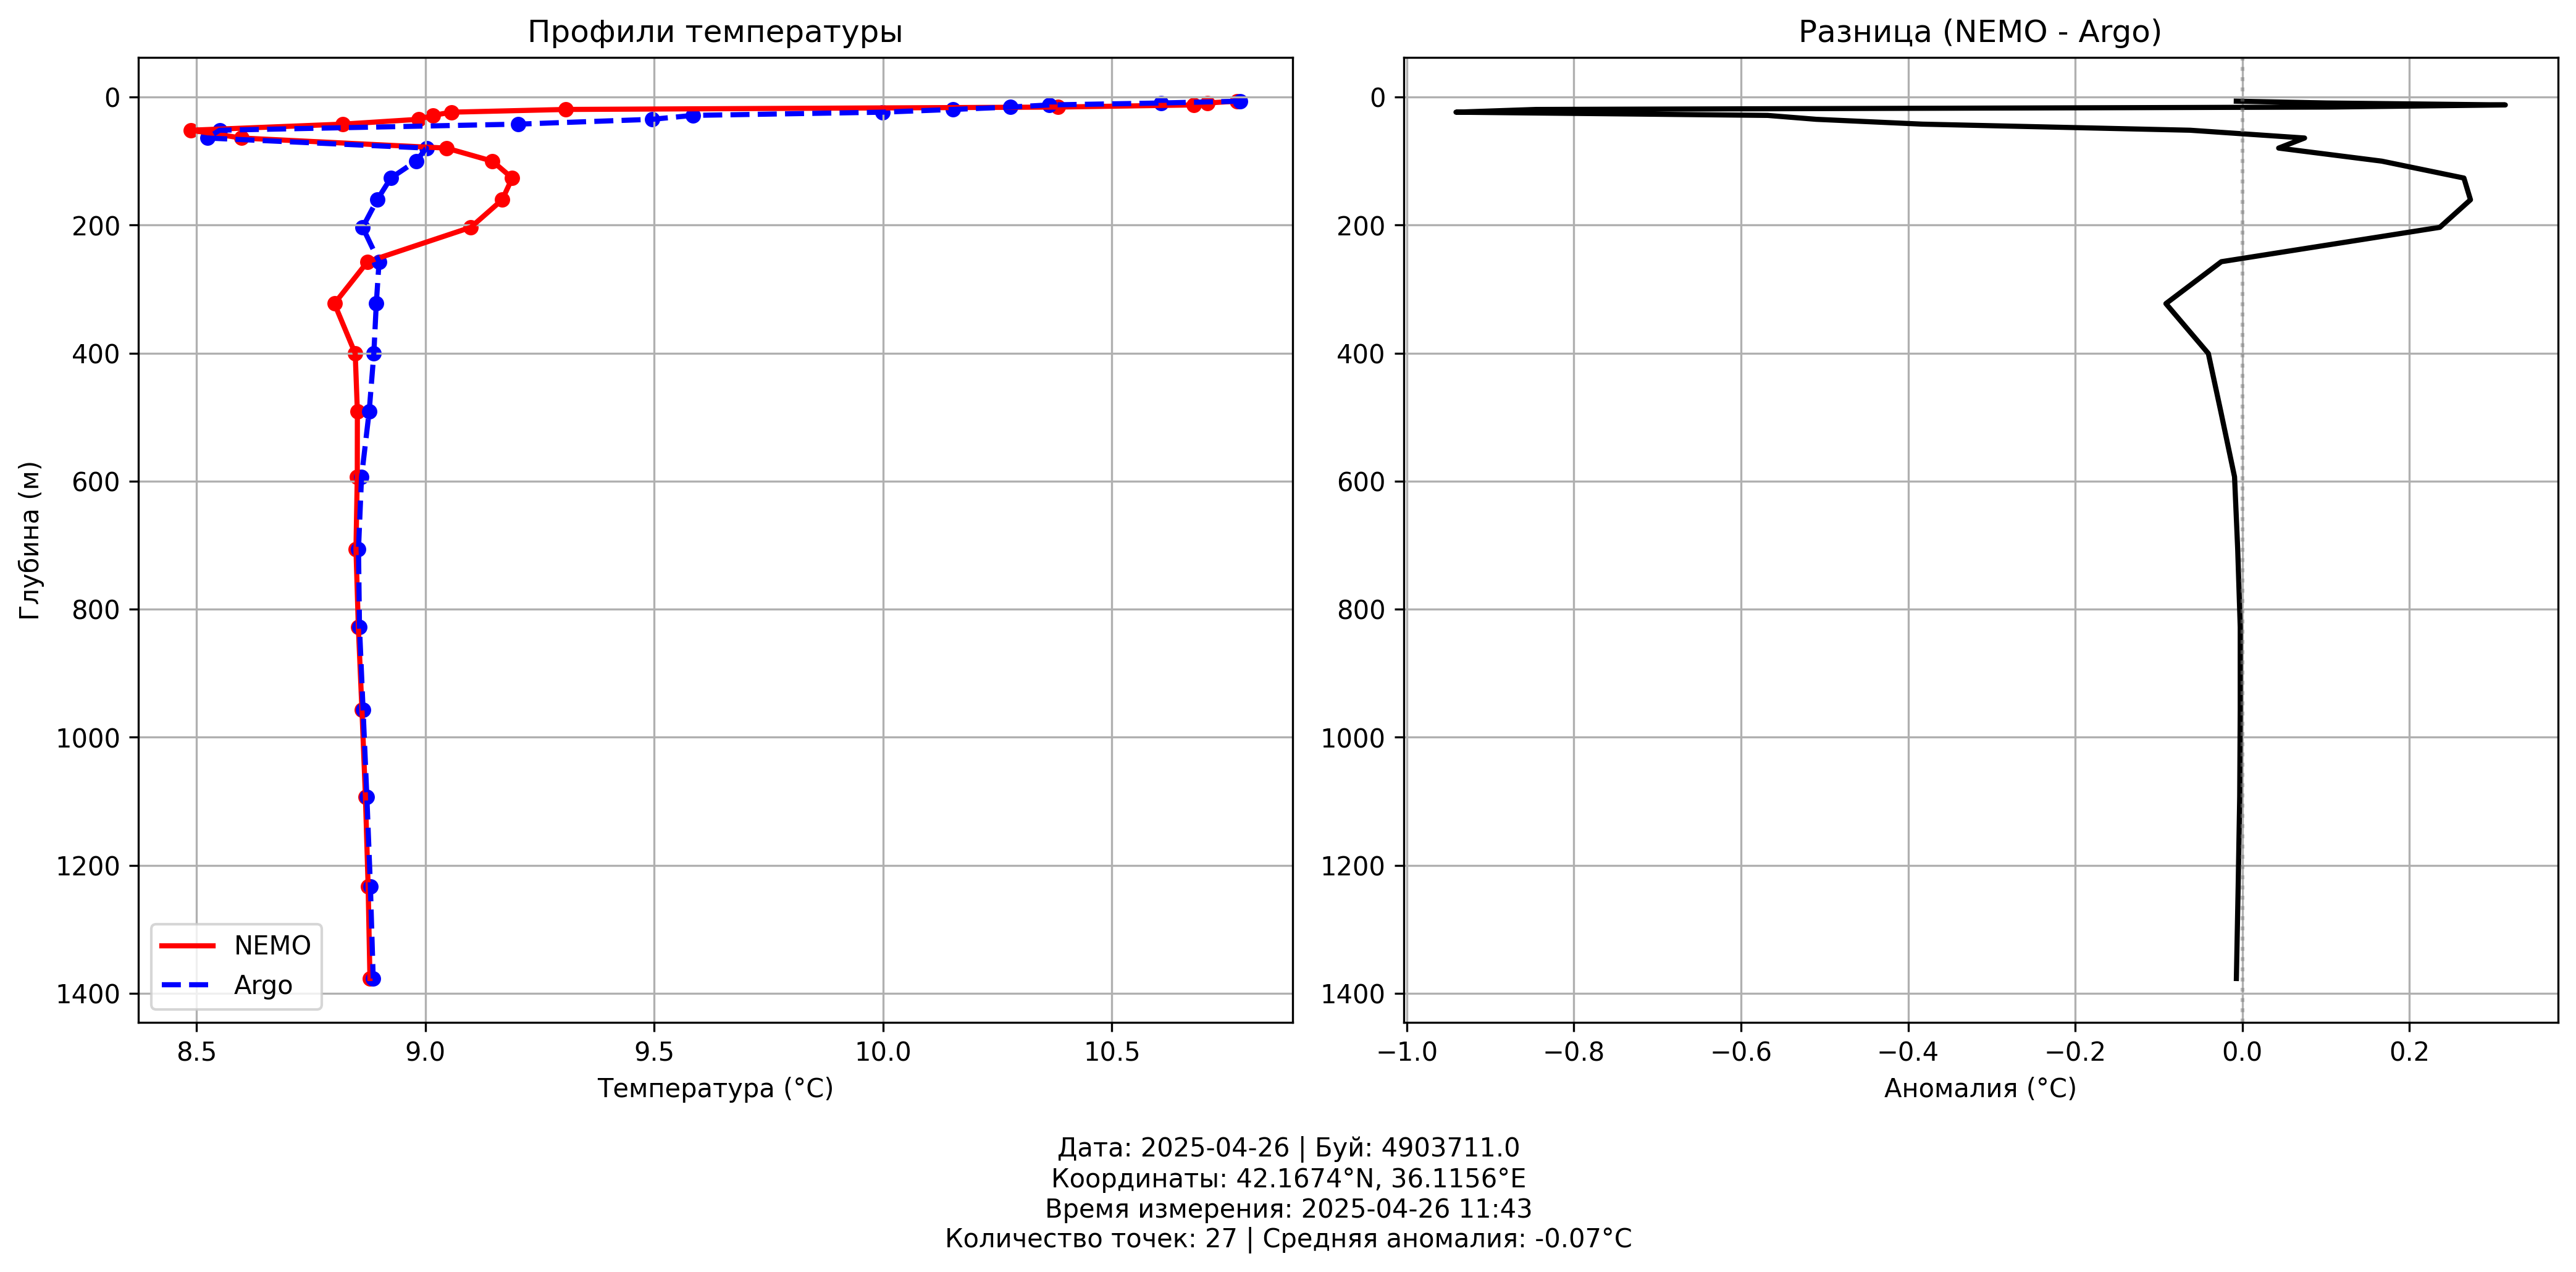 Профили температуры
Разница (NEMO - Argo)
Глубина (м)
0
200
400
600
800
1000
1200
1400
NEMO
Argo
8.5 9.0 9.5 10.0 10.5
Температура (°C)
0
200
400
600
800
1000
1200
1400
−1.0 −0.8 −0.6 −0.4 −0.2 0.0 0.2
Аномалия (°C)
Дата: 2025-04-26 | Буй: 4903711.0
Координаты: 42.1674°N, 36.1156°E
Время измерения: 2025-04-26 11:43
Количество точек: 27 | Средняя аномалия: -0.07°C